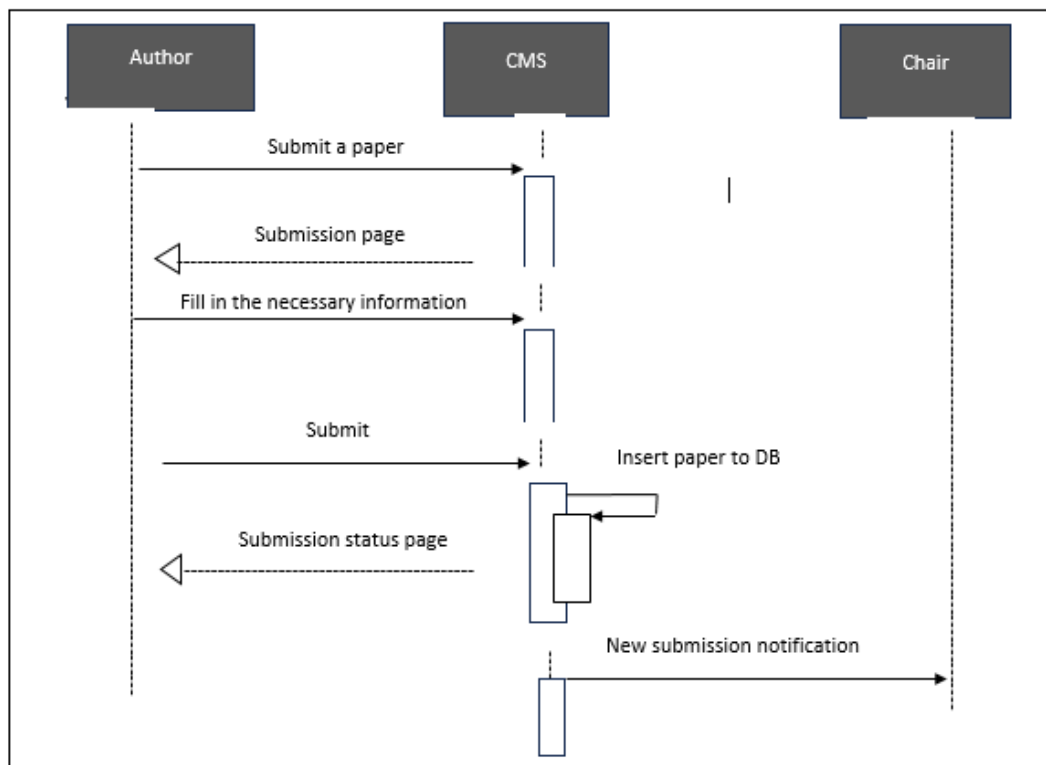 Author
CMS
Chair
Submit a paper
Submission page
Fill in the necessary information
Submit
Insert paper to DB
Submission status page
New submission notification